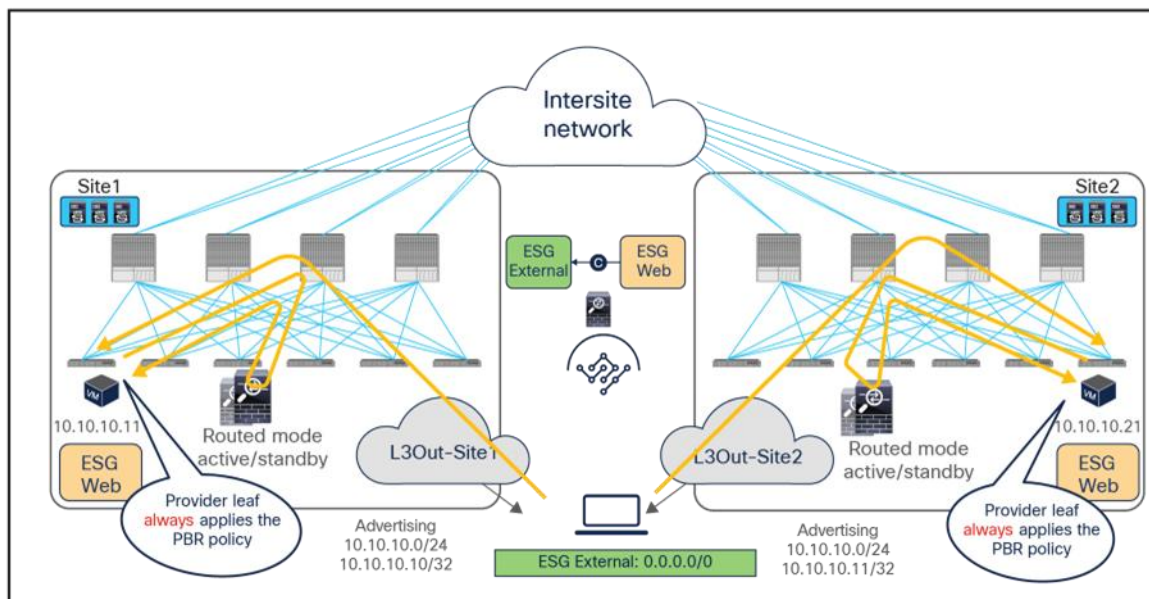 Intersite
network
Site1
Site2
ESG
External
C
ESG
Web
VM
10.10.10.11
Routed mode
active/standby
ESG
Web
L3Out-Site1
L3Out-Site2
Routed mode
active/standby
VM
10.10.10.21
ESG
Web
Provider leaf
always applies the
PBR policy
Provider leaf
always applies the
PBR policy
Advertising
10.10.10.0/24
10.10.10.10/32
Advertising
10.10.10.0/24
10.10.10.11/32
ESG External: 0.0.0.0/0